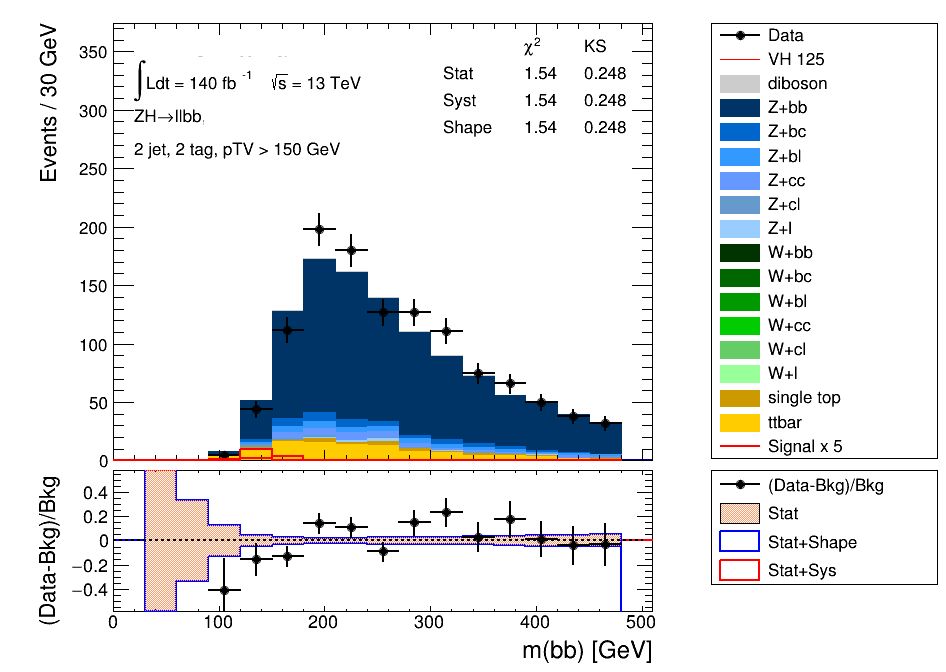 Events / 30 GeV
350
300
250
200
150
100
50
0
∫Ldt = 140 fb⁻¹ √s = 13 TeV
ZH→llbb,
2 jet, 2 tag, pTV > 150 GeV
χ² KS
Stat 1.54 0.248
Syst 1.54 0.248
Shape 1.54 0.248
Data
VH 125
diboson
Z+bb
Z+bc
Z+bl
Z+cc
Z+cl
Z+l
W+bb
W+bc
W+bl
W+cc
W+cl
W+l
single top
ttbar
Signal x 5
(Data-Bkg)/Bkg
0.4
0.2
0
−0.2
−0.4
0 100 200 300 400 500
m(bb) [GeV]
(Data-Bkg)/Bkg
Stat
Stat+Shape
Stat+Sys